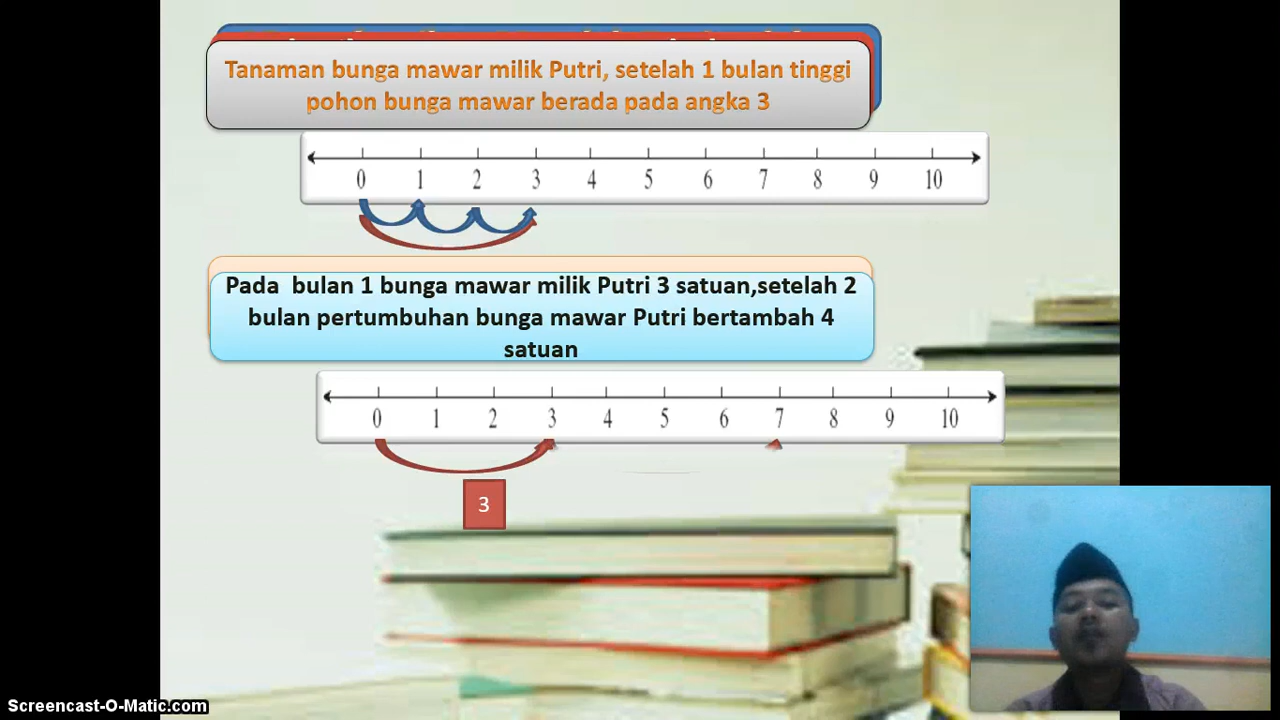 Tanaman bunga mawar milik Putri, setelah 1 bulan tinggi
pohon bunga mawar berada pada angka 3
0 1 2 3 4 5 6 7 8 9 10
Pada bulan 1 bunga mawar milik Putri 3 satuan,setelah 2
bulan pertumbuhan bunga mawar Putri bertambah 4
satuan
0 1 2 3 4 5 6 7 8 9 10
3
Screencast-O-Matic.com